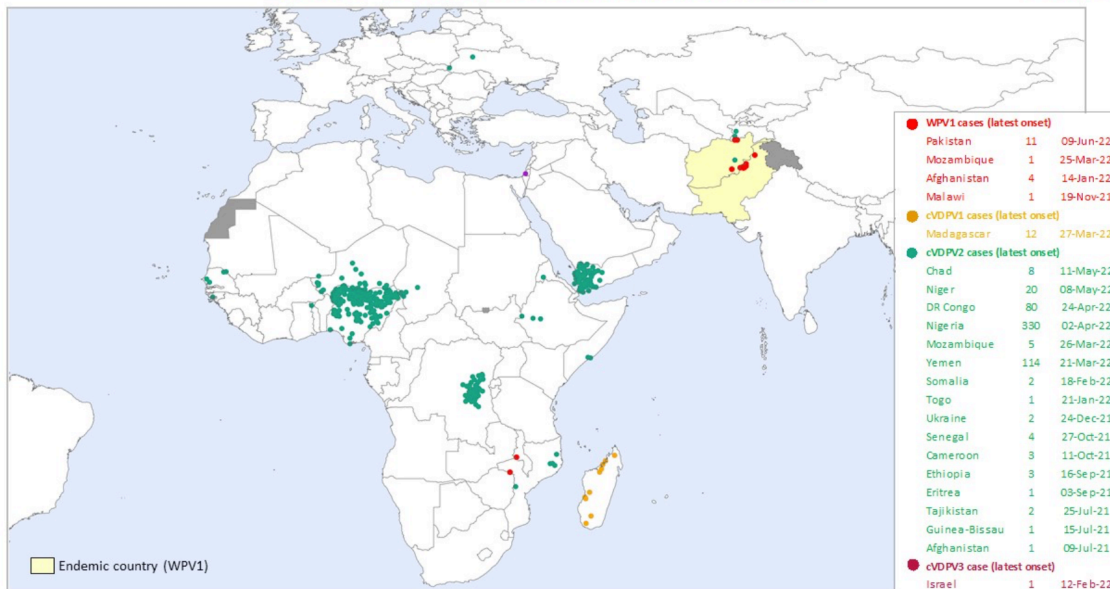 WPV1 cases (latest onset)
Pakistan 11 09-Jun-22
Mozambique 1 25-Mar-22
Afghanistan 4 14-Jan-22
Malawi 1 19-Nov-21
cVDPV1 cases (latest onset)
Madagascar 12 27-Mar-22
cVDPV2 cases (latest onset)
Chad 8 11-May-22
Niger 20 08-May-22
DR Congo 80 24-Apr-22
Nigeria 330 02-Apr-22
Mozambique 5 26-Mar-22
Yemen 114 21-Mar-22
Somalia 2 18-Feb-22
Togo 1 21-Jan-22
Ukraine 2 24-Dec-21
Senegal 4 27-Oct-21
Cameroon 3 11-Oct-21
Ethiopia 3 16-Sep-21
Eritrea 1 03-Sep-21
Tajikistan 2 25-Jul-21
Guinea-Bissau 1 15-Jul-21
Afghanistan 1 09-Jul-21
cVDPV3 case (latest onset)
Israel 1 12-Feb-22
Endemic country (WPV1)